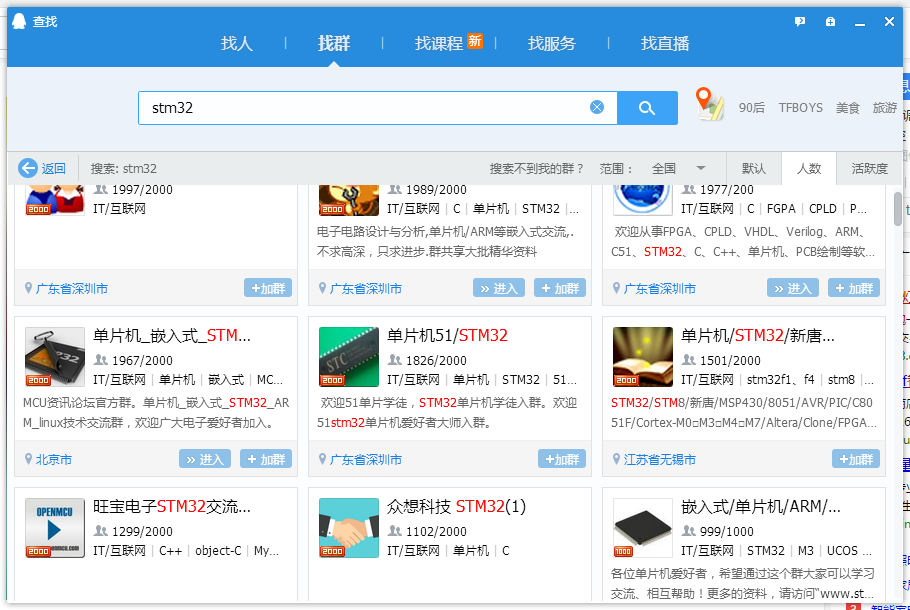 查找
找人 找群 找课程 新 找服务 找直播
stm32
90后 TFBOYS 美食 旅游
返回 搜索: stm32 搜索不到我的群? 范围: 全国 默认 人数 活跃度
1997/2000
2000 IT/互联网
广东省深圳市 +加群
1989/2000
2000 IT/互联网 | C | 单片机 | STM32 |...
电子电路设计与分析,单片机/ARM等嵌入式交流,.
不求高深，只求进步.群共享大批精华资料
广东省深圳市 进入 +加群
1977/200
IT/互联网 | C | FGPA | CPLD | P...
欢迎从事FPGA、CPLD、VHDL、Verilog、ARM、
C51、STM32、C、C++、单片机、PCB绘制等软...
广东省深圳市 进入 +加群
单片机_嵌入式_STM...
1967/2000
2000 IT/互联网 | 单片机 | 嵌入式 | MC...
MCU资讯论坛官方群。单片机_嵌入式_STM32_AR
M_linux技术交流群，欢迎广大电子爱好者加入。
北京市 进入 +加群
单片机51/STM32
STC
1826/2000
2000 IT/互联网 | 单片机 | STM32 | 51...
欢迎51单片学徒，STM32单片机学徒入群。欢迎
51stm32单片机爱好者大师入群。
广东省深圳市 +加群
单片机/STM32/新唐...
1501/2000
2000 IT/互联网 | stm32f1、f4 | stm8 |...
STM32/STM8/新唐/MSP430/8051/AVR/PIC/C80
51F/Cortex-M0□M3□M4□M7/Altera/Clone/FPGA...
江苏省无锡市 +加群
旺宝电子STM32交流...
OPENMCU
1299/2000
2000 IT/互联网 | C++ | object-C | My...
众想科技 STM32(1)
1102/2000
2000 IT/互联网 | 单片机 | C
嵌入式/单片机/ARM/...
999/1000
1000 IT/互联网 | STM32 | M3 | UCOS ...
各位单片机爱好者，希望通过这个群大家可以学习
交流、相互帮助！更多的资料，请访问“www.st...